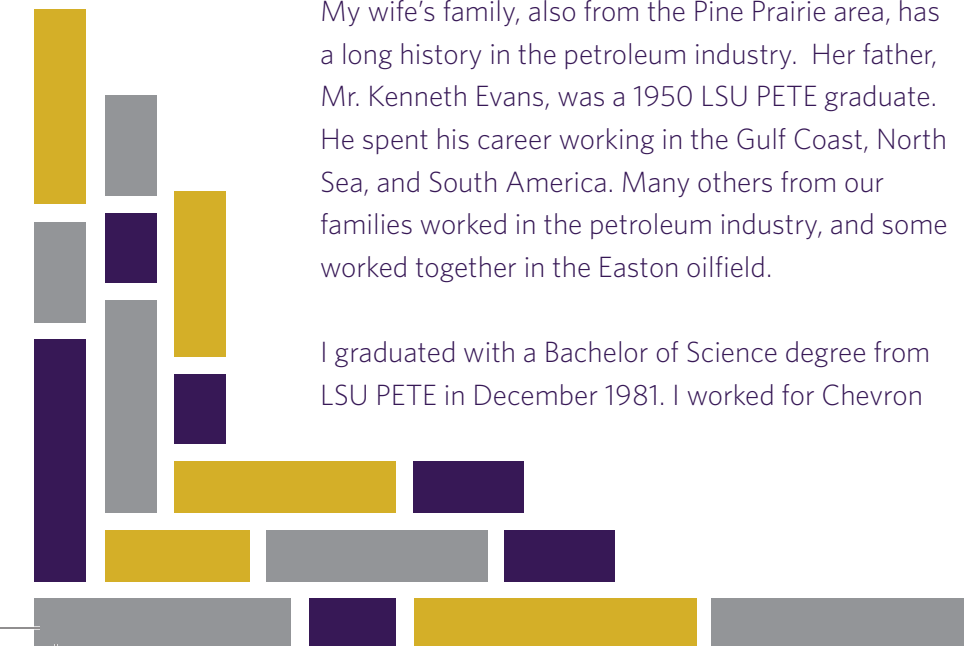 My wife's family, also from the Pine Prairie area, has
a long history in the petroleum industry.  Her father,
Mr. Kenneth Evans, was a 1950 LSU PETE graduate.
He spent his career working in the Gulf Coast, North
Sea, and South America. Many others from our
families worked in the petroleum industry, and some
worked together in the Easton oilfield.

I graduated with a Bachelor of Science degree from
LSU PETE in December 1981. I worked for Chevron